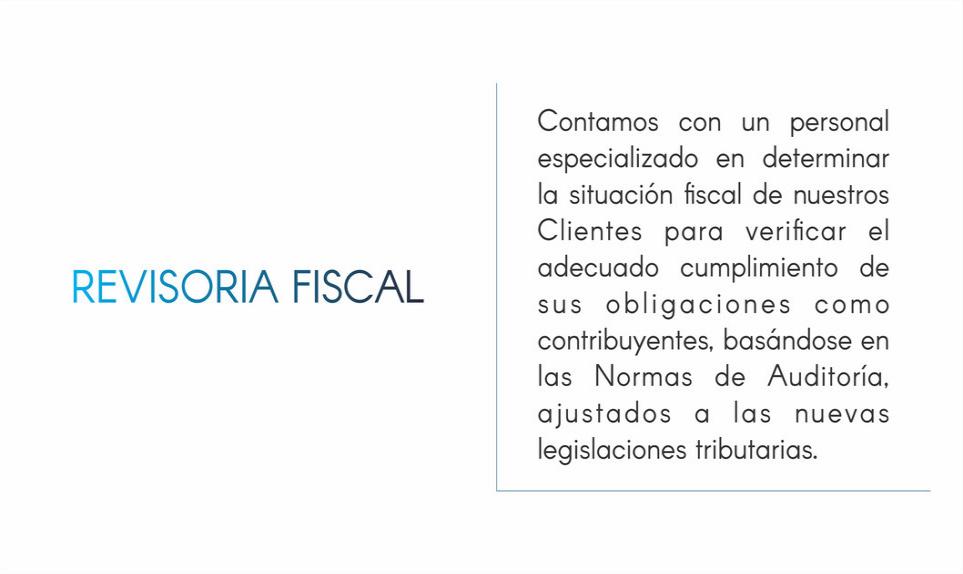 REVISORIA FISCAL
Contamos con un personal
especializado en determinar
la situación fiscal de nuestros
Clientes para verificar el
adecuado cumplimiento de
sus obligaciones como
contribuyentes, basándose en
las Normas de Auditoría,
ajustados a las nuevas
legislaciones tributarias.